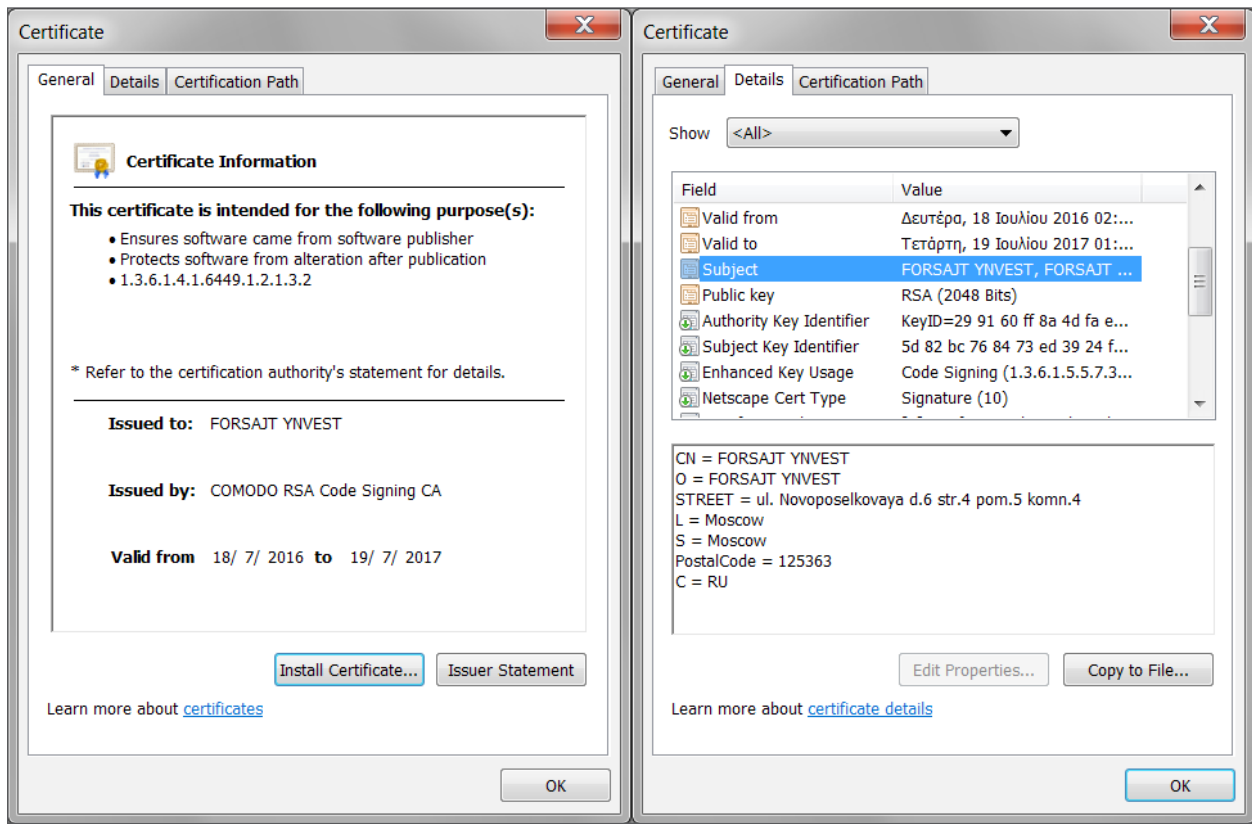 Certificate
General Details Certification Path
Certificate Information
This certificate is intended for the following purpose(s):
• Ensures software came from software publisher
• Protects software from alteration after publication
• 1.3.6.1.4.1.6449.1.2.1.3.2
* Refer to the certification authority's statement for details.
Issued to: FORSAJT YNVEST
Issued by: COMODO RSA Code Signing CA
Valid from 18/ 7/ 2016 to 19/ 7/ 2017
Install Certificate... Issuer Statement
Learn more about certificates
OK
Certificate
General Details Certification Path
Show <All>
Field Value
Valid from Δευτέρα, 18 Ιουλίου 2016 02:...
Valid to Τετάρτη, 19 Ιουλίου 2017 01:...
Subject FORSAJT YNVEST, FORSAJT ...
Public key RSA (2048 Bits)
Authority Key Identifier KeyID=29 91 60 ff 8a 4d fa e...
Subject Key Identifier 5d 82 bc 76 84 73 ed 39 24 f...
Enhanced Key Usage Code Signing (1.3.6.1.5.5.7.3...
Netscape Cert Type Signature (10)
CN = FORSAJT YNVEST
O = FORSAJT YNVEST
STREET = ul. Novoposelkovaya d.6 str.4 pom.5 komn.4
L = Moscow
S = Moscow
PostalCode = 125363
C = RU
Edit Properties... Copy to File...
Learn more about certificate details
OK